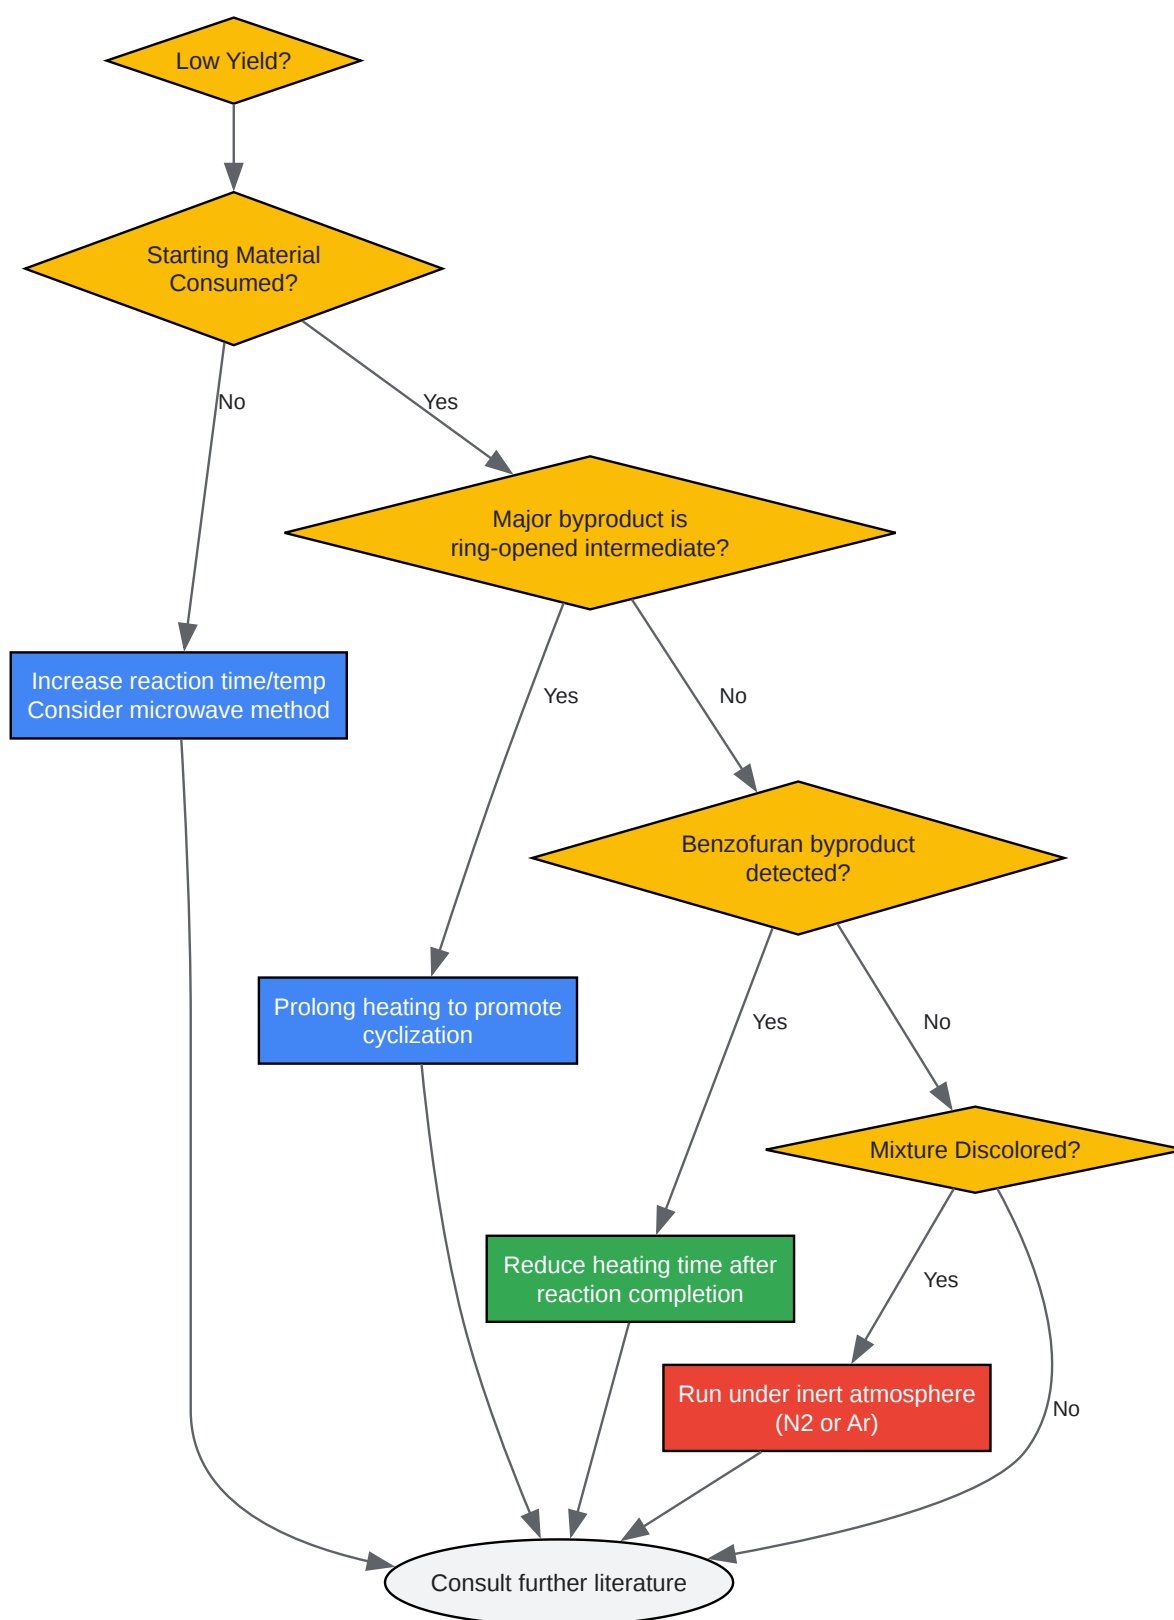 Low Yield?
Starting Material
Consumed?
No
Yes
Major byproduct is
ring-opened intermediate?
Increase reaction time/temp
Consider microwave method
Yes
No
Benzofuran byproduct
detected?
Prolong heating to promote
cyclization
Yes
No
Mixture Discolored?
Reduce heating time after
reaction completion
Yes
Run under inert atmosphere
(N2 or Ar)
No
Consult further literature